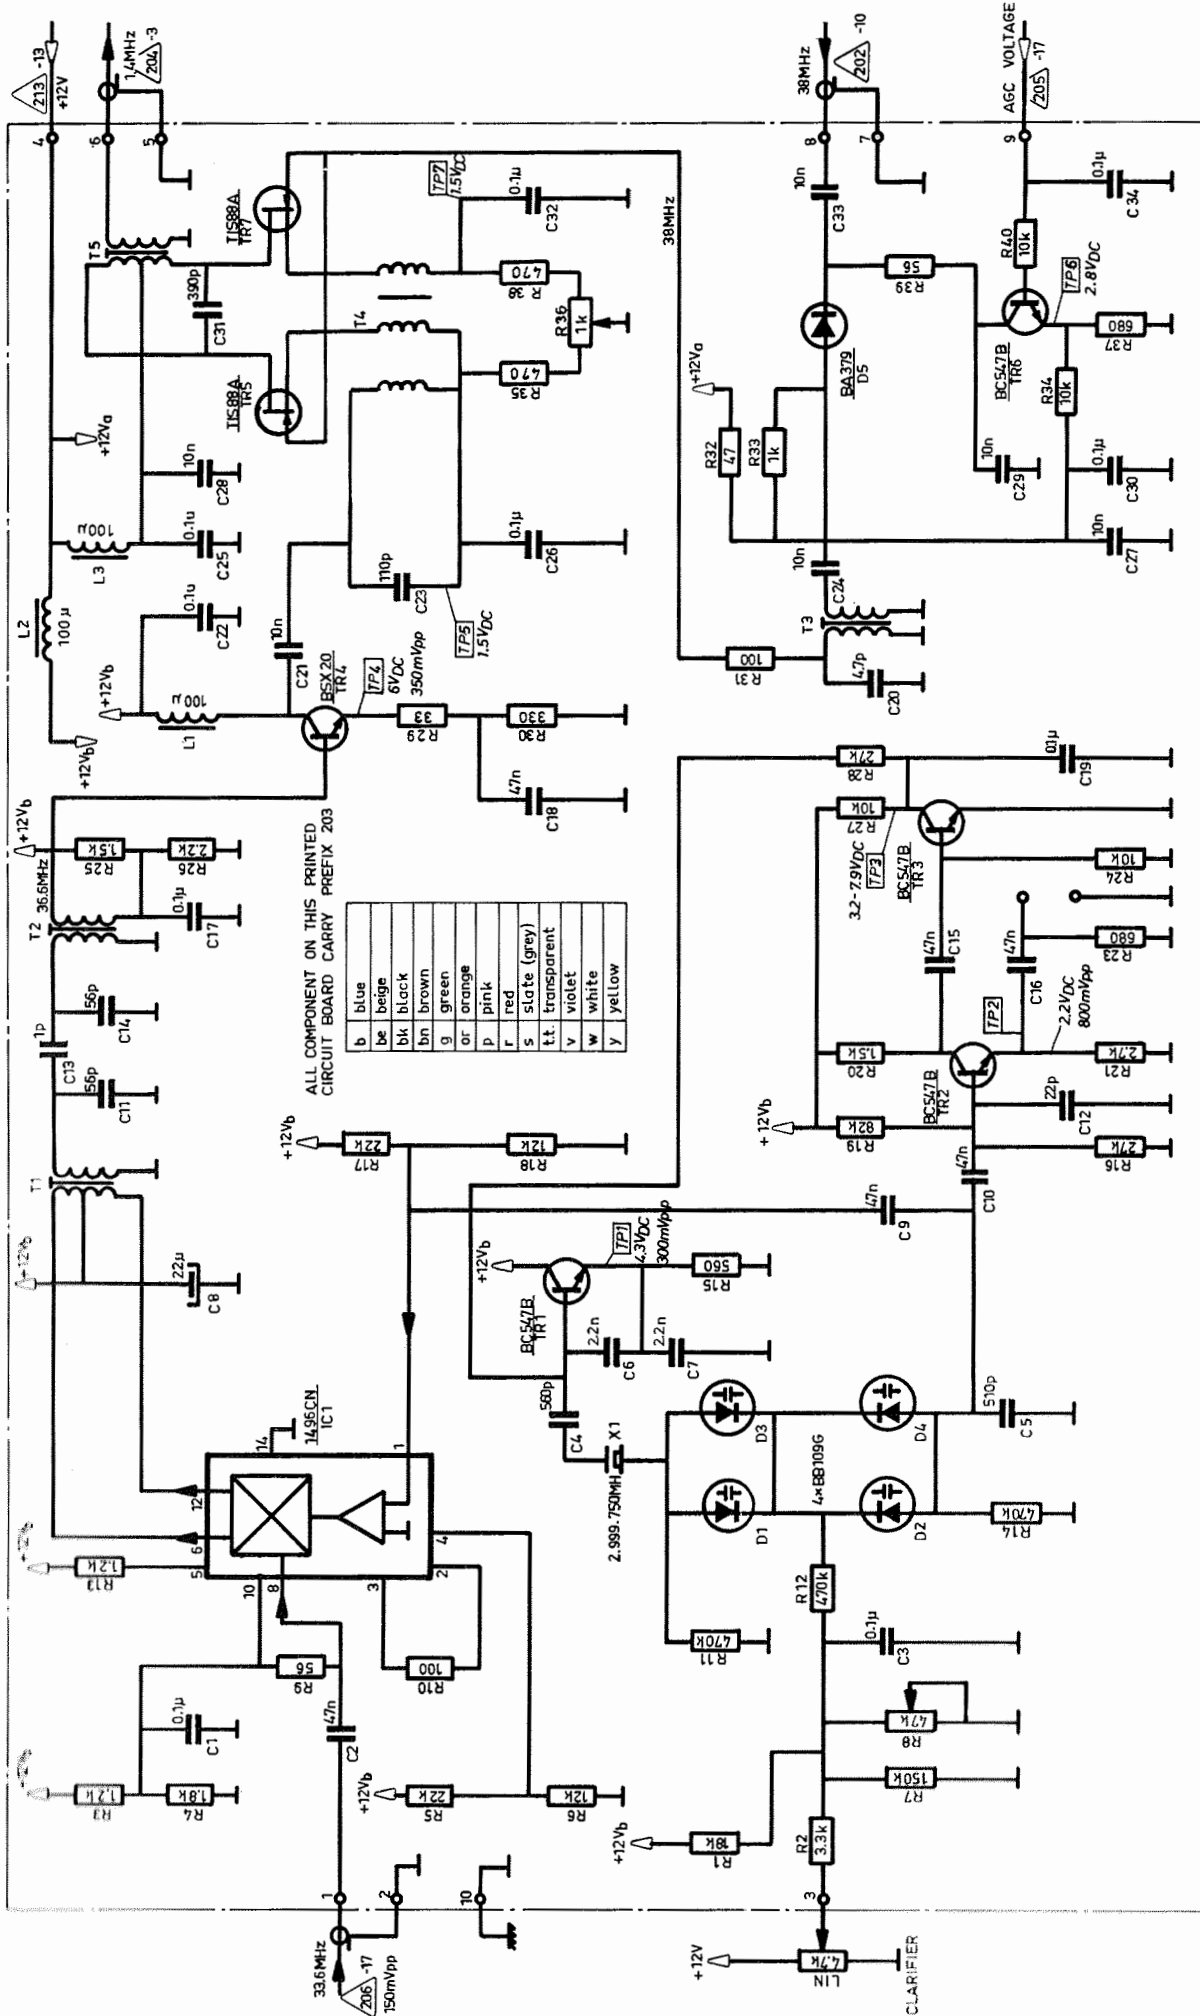 33.6MHz
206 -17
150mVpp
1
2
10
R3
1.2k
R4
1.8k
0.1µ
C1
47n
C2
R9
56
R10
100
+12Vb
R5
22k
R6
12k
R13
1.2k
5
10
8
3
2
4
6
12
14
1
1496CN
IC1
+12Vb
C8
22µ
T1
C11
56p
C13
1p
C14
56p
T2
36.6MHz
C17
0.1µ
+12Vb
R25
1.5k
R26
2.2k
+12Vb
R17
22k
R18
12k
ALL COMPONENT ON THIS PRINTED
CIRCUIT BOARD CARRY PREFIX 203
b blue
be beige
bk black
bn brown
g green
or orange
p pink
r red
s slate (grey)
t.t. transparent
v violet
w white
y yellow
+12Vb
L2
100µ
+12Vb
L1
100µ
C22
0.1u
L3
100µ
C25
0.1u
C28
10n
+12Va
T5
C31
390p
TIS88A
TR5
TIS88A
TR7
4
213 -13
+12V
6
1.4MHz
204 -3
5
C21
10n
BSX20
TR4
TP4
6VDC
350mVpp
R29
33
R30
330
C18
47n
110p
C23
TP5
1.5VDC
C26
0.1µ
T4
R35
470
R36
1k
R38
470
TP7
1.5VDC
C32
0.1µ
38MHz
+12V
LIN
4.7k
CLARIFIER
3
R2
3.3k
+12Vb
R1
18k
R7
150k
R8
47k
C3
0.1µ
R12
470k
R11
470k
R14
470k
D1
D2
D3
D4
4×BB109G
2.999.750MH
X1
C4
560p
C6
2.2n
C7
2.2n
BC547B
TR1
+12Vb
TP1
4.3VDC
300mVpp
R15
560
C5
510p
C9
47n
C10
47n
R16
27k
C12
22p
+12Vb
R19
82k
R20
1.5k
BC547B
TR2
R21
2.7k
TP2
2.2VDC
800mVpp
C16
47n
R23
680
C15
47n
R24
10k
BC547B
TR3
TP3
3.2-7.9VDC
R27
10k
R28
27k
C19
0.1µ
R31
100
C20
4.7p
T3
C24
10n
R32
47
R33
1k
+12Va
BA379
D5
C33
10n
8
38MHz
202 -10
7
R39
56
C29
10n
C27
10n
C30
0.1µ
R34
10k
BC547B
TR6
TP6
2.8VDC
R37
680
R40
10k
C34
0.1µ
9
AGC VOLTAGE
205 -17